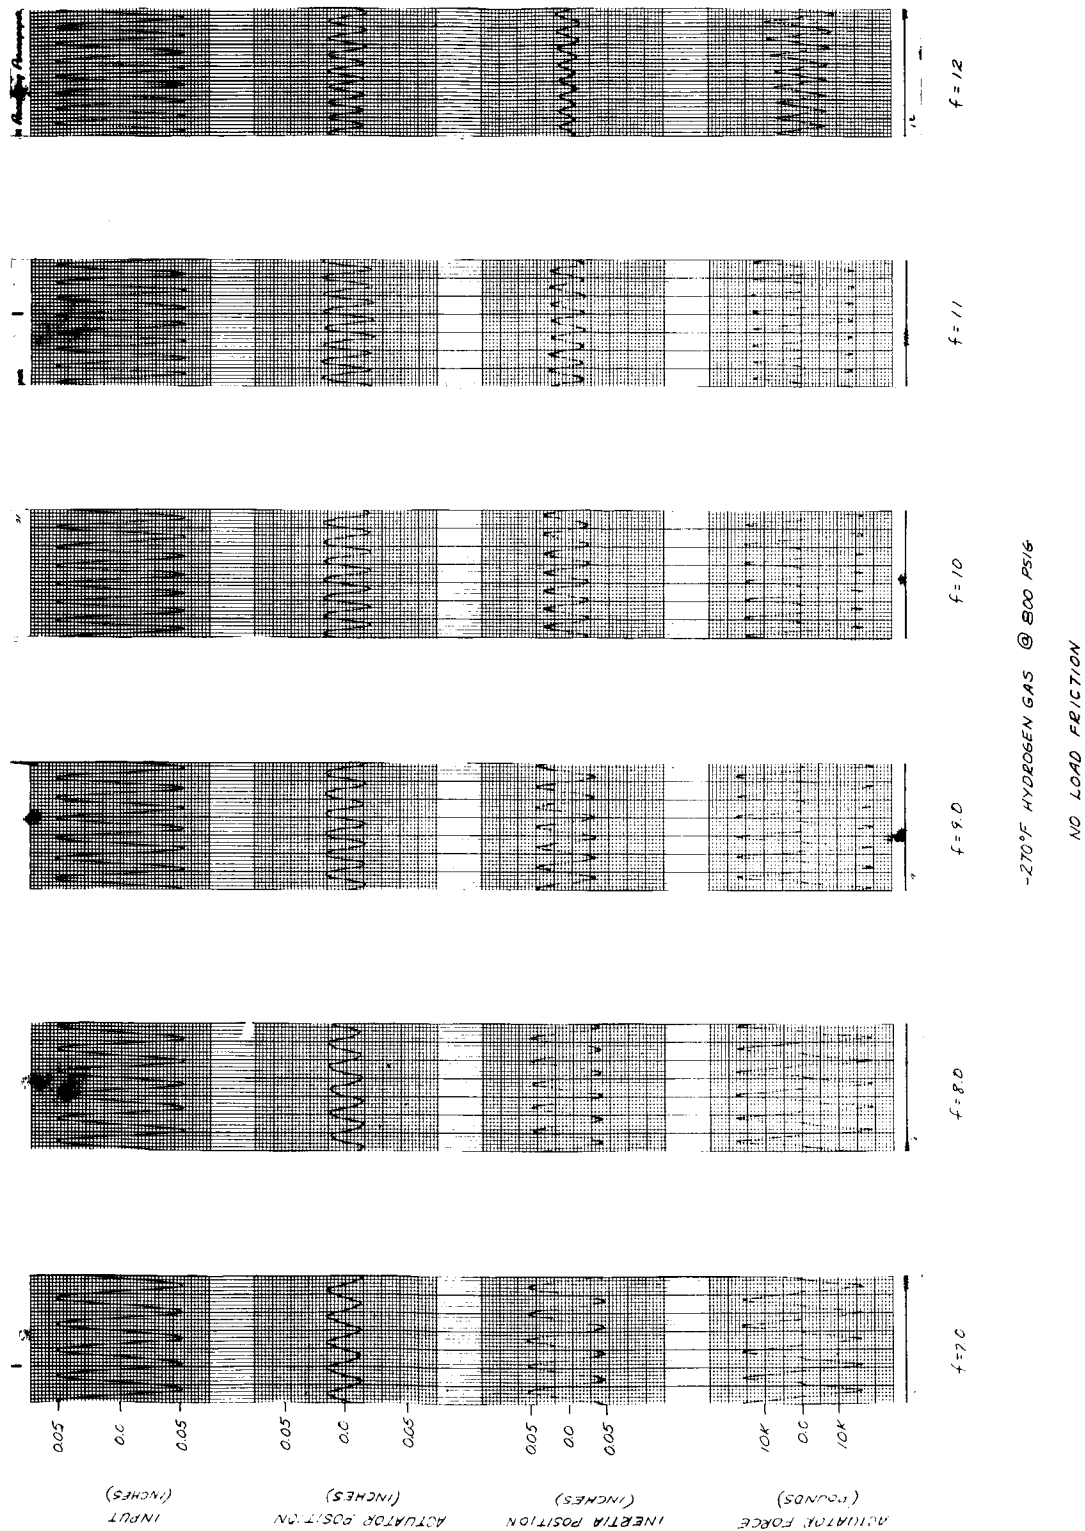 INPUT
(INCHES)
0.05
0.0
0.05
ACTUATOR POSITION
(INCHES)
0.05
0.0
0.05
INERTIA POSITION
(INCHES)
0.05
0.0
0.05
ACTUATOR FORCE
(POUNDS)
10K
0.0
10K
f=7.0
f=8.0
f=9.0
f=10
f=11
f=12
12
-270°F HYDROGEN GAS @ 800 PSIG
NO LOAD FRICTION